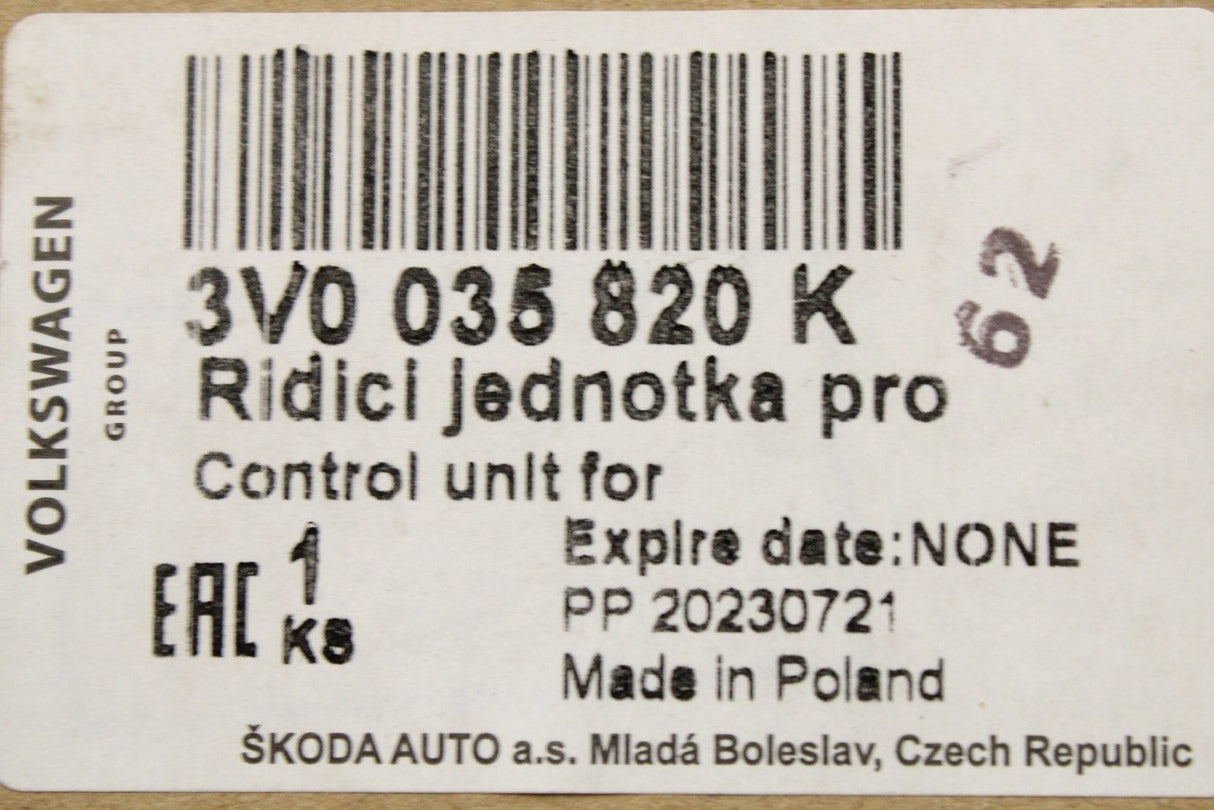 VOLKSWAGEN
GROUP
3V0 035 820 K
Ridici jednotka pro
Control unit for
Expire date:NONE
EAC 1
ks
PP 20230721
Made in Poland
ŠKODA AUTO a.s. Mladá Boleslav, Czech Republic
62